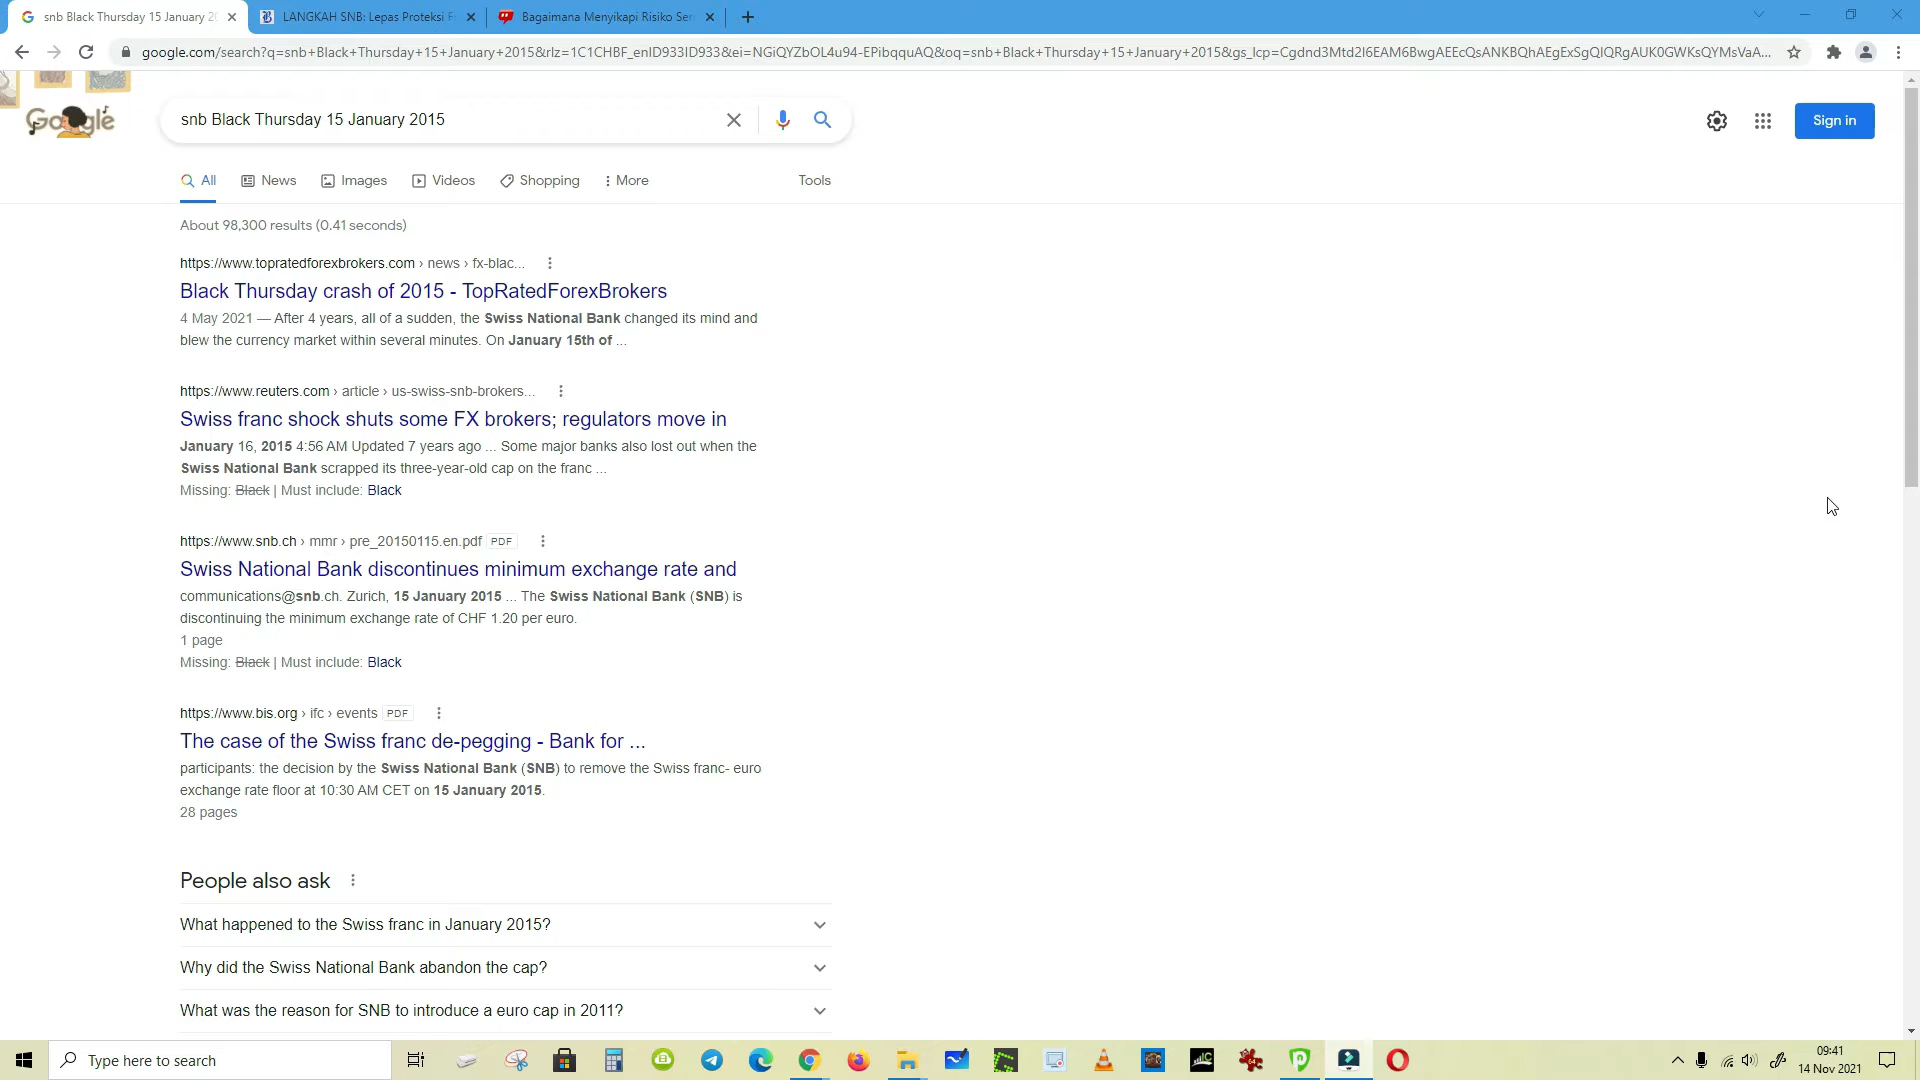 snb Black Thursday 15 January 20
LANGKAH SNB: Lepas Proteksi F
Bagaimana Menyikapi Risiko Ser
google.com/search?q=snb+Black+Thursday+15+January+2015&rlz=1C1CHBF_enID933ID933&ei=NGiQYZbOL4u94-EPibqquAQ&oq=snb+Black+Thursday+15+January+2015&gs_lcp=Cgdnd3Mtd2l6EAM6BwgAEEcQsANKBQhAEgExSgQIQRgAUK0GWKsQYMsVaA...
Google
snb Black Thursday 15 January 2015
Sign in
All
News
Images
Videos
Shopping
More
Tools
About 98,300 results (0.41 seconds)
https://www.topratedforexbrokers.com › news › fx-blac...
Black Thursday crash of 2015 - TopRatedForexBrokers
4 May 2021 — After 4 years, all of a sudden, the Swiss National Bank changed its mind and
blew the currency market within several minutes. On January 15th of ...
https://www.reuters.com › article › us-swiss-snb-brokers...
Swiss franc shock shuts some FX brokers; regulators move in
January 16, 2015 4:56 AM Updated 7 years ago ... Some major banks also lost out when the
Swiss National Bank scrapped its three-year-old cap on the franc ...
Missing: Black | Must include: Black
https://www.snb.ch › mmr › pre_20150115.en.pdf PDF
Swiss National Bank discontinues minimum exchange rate and
communications@snb.ch. Zurich, 15 January 2015 ... The Swiss National Bank (SNB) is
discontinuing the minimum exchange rate of CHF 1.20 per euro.
1 page
Missing: Black | Must include: Black
https://www.bis.org › ifc › events PDF
The case of the Swiss franc de-pegging - Bank for ...
participants: the decision by the Swiss National Bank (SNB) to remove the Swiss franc- euro
exchange rate floor at 10:30 AM CET on 15 January 2015.
28 pages
People also ask
What happened to the Swiss franc in January 2015?
Why did the Swiss National Bank abandon the cap?
What was the reason for SNB to introduce a euro cap in 2011?
Type here to search
09:41
14 Nov 2021